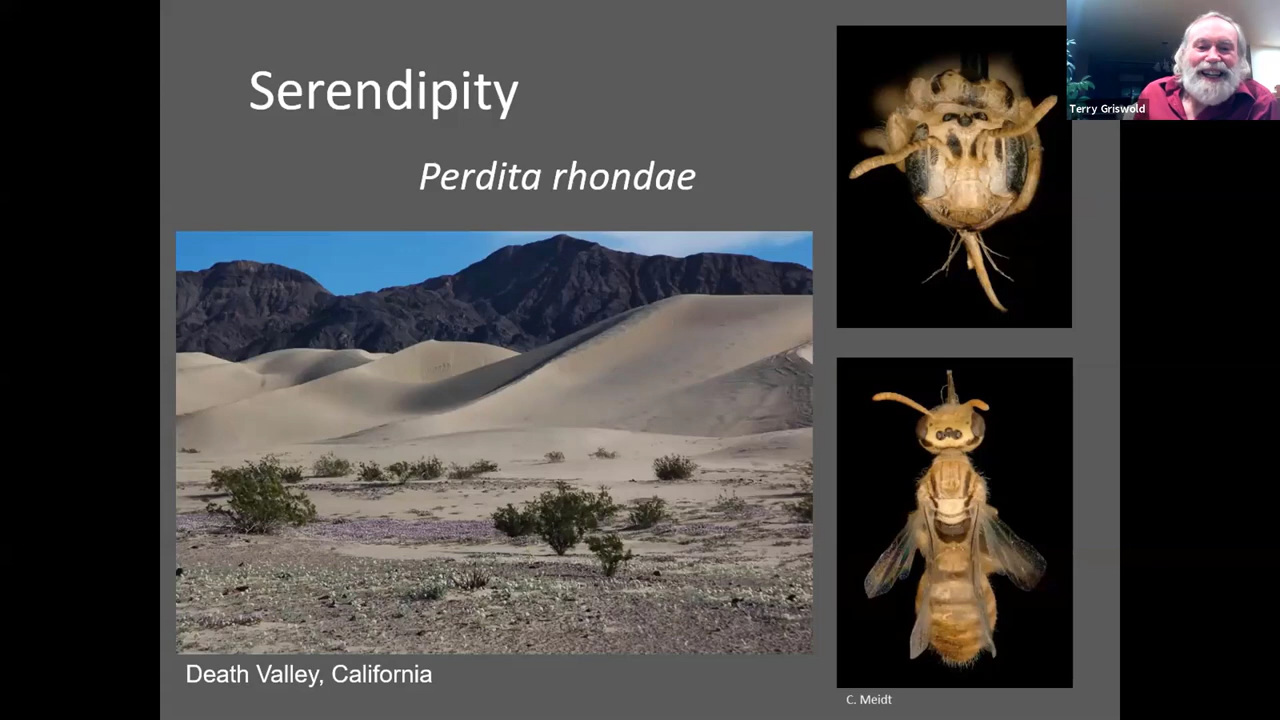 Serendipity
Perdita rhondae
Terry Griswold
Death Valley, California
C. Meidt